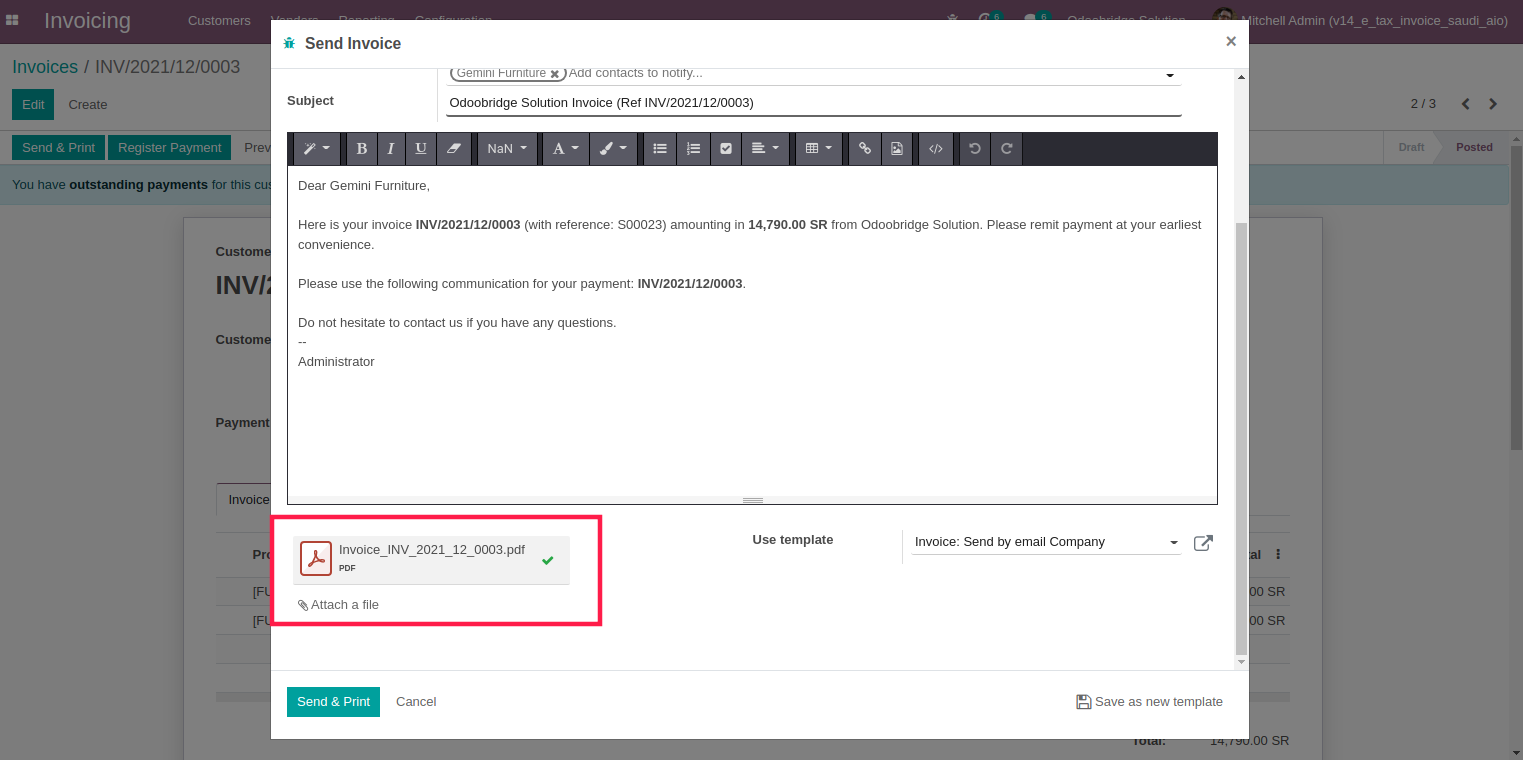 Invoicing
Customers Vendors Reporting Configuration
6 6 Odoobridge Solution Mitchell Admin (v14_e_tax_invoice_saudi_aio)
Invoices / INV/2021/12/0003
Edit Create
2 / 3
Send & Print Register Payment Prev
Draft Posted
You have outstanding payments for this cus
Custome
INV/2
Custome
Payment
Invoice
Pro
tal
[FU
00 SR
[FU
00 SR
Total: 14,790.00 SR
Send Invoice
×
Gemini Furniture Add contacts to notify...
Subject Odoobridge Solution Invoice (Ref INV/2021/12/0003)
B I U NaN A
Dear Gemini Furniture,
Here is your invoice INV/2021/12/0003 (with reference: S00023) amounting in 14,790.00 SR from Odoobridge Solution. Please remit payment at your earliest
convenience.
Please use the following communication for your payment: INV/2021/12/0003.
Do not hesitate to contact us if you have any questions.
--
Administrator
Invoice_INV_2021_12_0003.pdf
PDF
Attach a file
Use template Invoice: Send by email Company
Send & Print Cancel
Save as new template